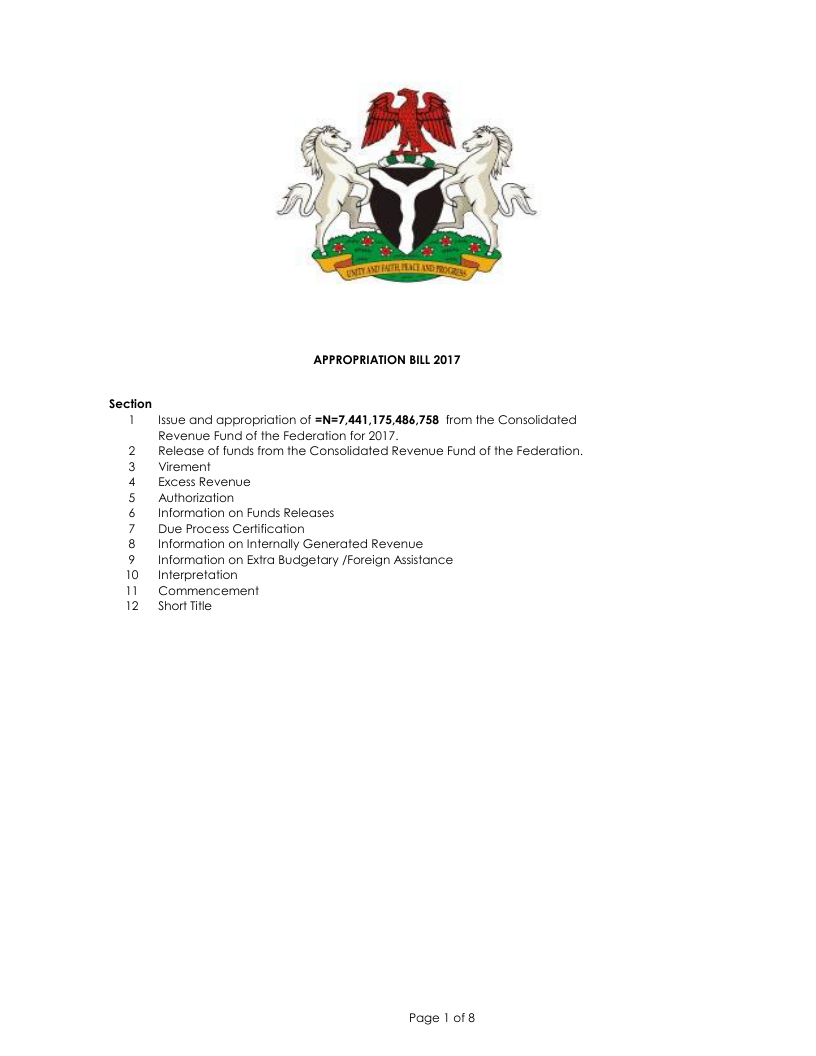 UNITY AND FAITH, PEACE AND PROGRESS
APPROPRIATION BILL 2017
Section
1 Issue and appropriation of =N=7,441,175,486,758 from the Consolidated
Revenue Fund of the Federation for 2017.
2 Release of funds from the Consolidated Revenue Fund of the Federation.
3 Virement
4 Excess Revenue
5 Authorization
6 Information on Funds Releases
7 Due Process Certification
8 Information on Internally Generated Revenue
9 Information on Extra Budgetary /Foreign Assistance
10 Interpretation
11 Commencement
12 Short Title
Page 1 of 8